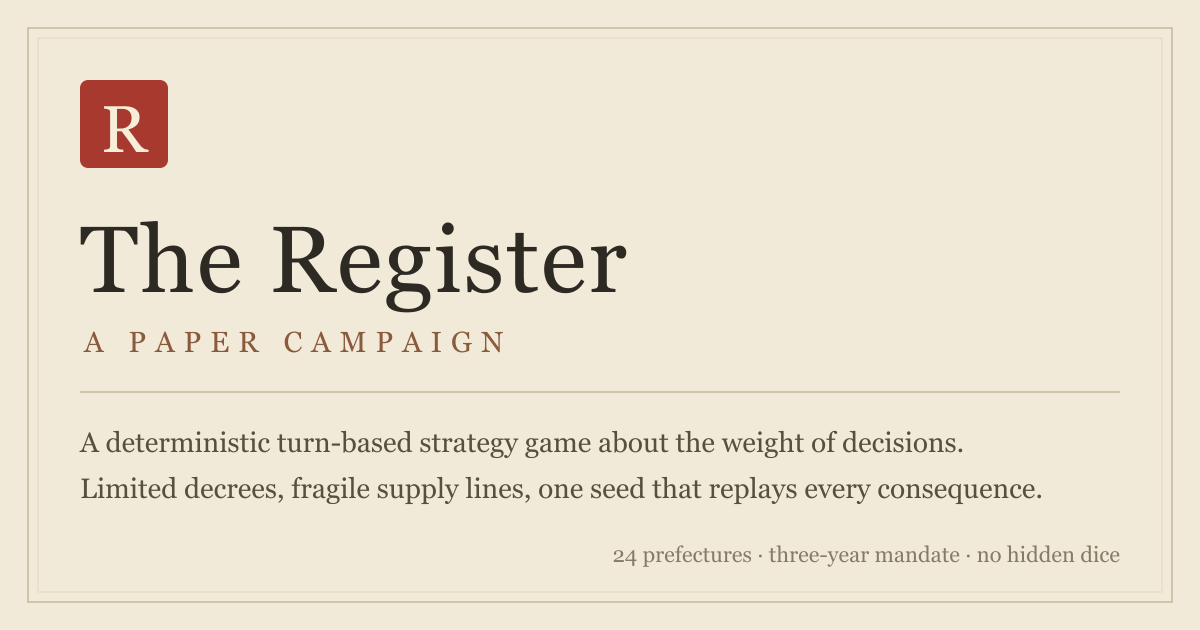 R
The Register
A PAPER CAMPAIGN
A deterministic turn-based strategy game about the weight of decisions.
Limited decrees, fragile supply lines, one seed that replays every consequence.
24 prefectures · three-year mandate · no hidden dice